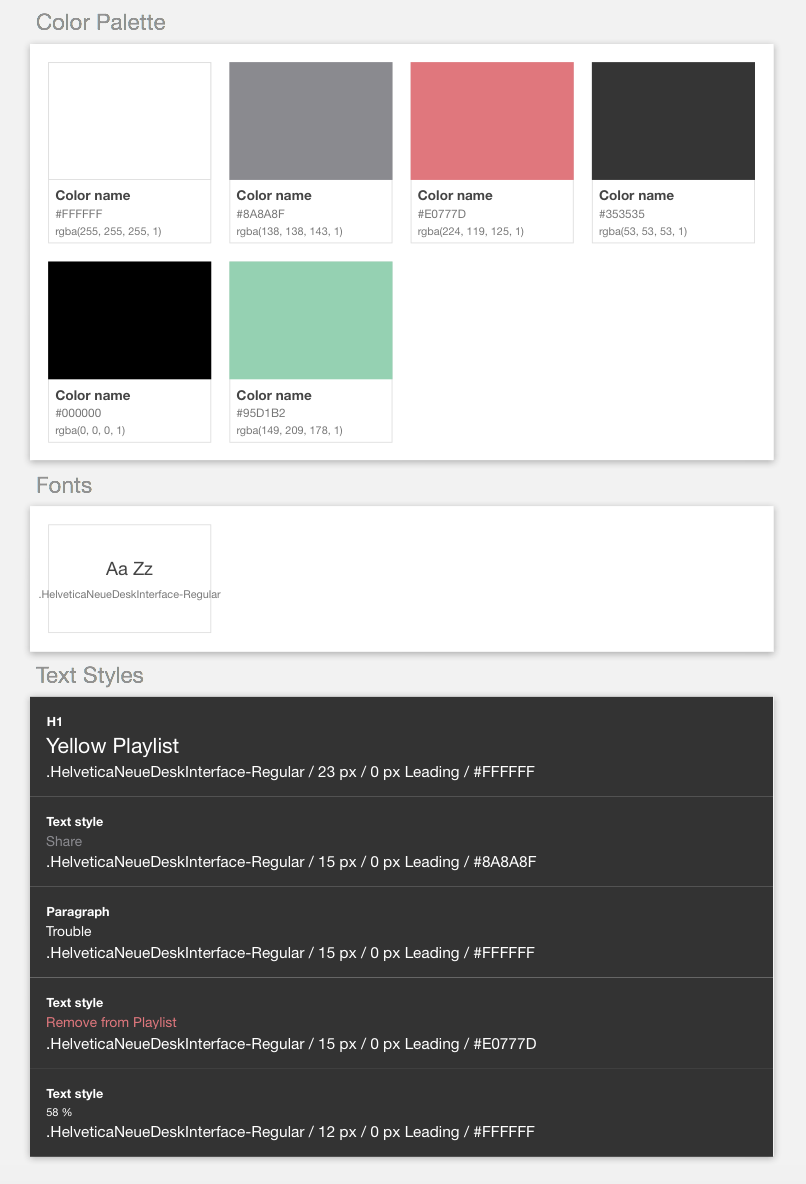 Color Palette
Color name
#FFFFFF
rgba(255, 255, 255, 1)
Color name
#8A8A8F
rgba(138, 138, 143, 1)
Color name
#E0777D
rgba(224, 119, 125, 1)
Color name
#353535
rgba(53, 53, 53, 1)
Color name
#000000
rgba(0, 0, 0, 1)
Color name
#95D1B2
rgba(149, 209, 178, 1)
Fonts
Aa Zz
.HelveticaNeueDeskInterface-Regular
Text Styles
H1
Yellow Playlist
.HelveticaNeueDeskInterface-Regular / 23 px / 0 px Leading / #FFFFFF
Text style
Share
.HelveticaNeueDeskInterface-Regular / 15 px / 0 px Leading / #8A8A8F
Paragraph
Trouble
.HelveticaNeueDeskInterface-Regular / 15 px / 0 px Leading / #FFFFFF
Text style
Remove from Playlist
.HelveticaNeueDeskInterface-Regular / 15 px / 0 px Leading / #E0777D
Text style
58 %
.HelveticaNeueDeskInterface-Regular / 12 px / 0 px Leading / #FFFFFF